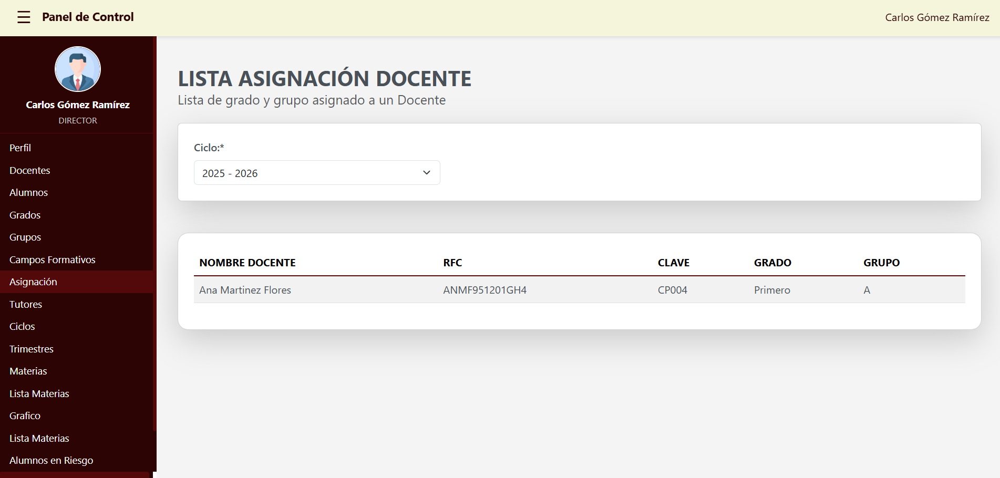 Panel de Control
Carlos Gómez Ramírez
Carlos Gómez Ramírez
DIRECTOR
Perfil
Docentes
Alumnos
Grados
Grupos
Campos Formativos
Asignación
Tutores
Ciclos
Trimestres
Materias
Lista Materias
Grafico
Lista Materias
Alumnos en Riesgo
LISTA ASIGNACIÓN DOCENTE
Lista de grado y grupo asignado a un Docente
Ciclo:*
2025 - 2026
NOMBRE DOCENTE RFC CLAVE GRADO GRUPO
Ana Martinez Flores ANMF951201GH4 CP004 Primero A